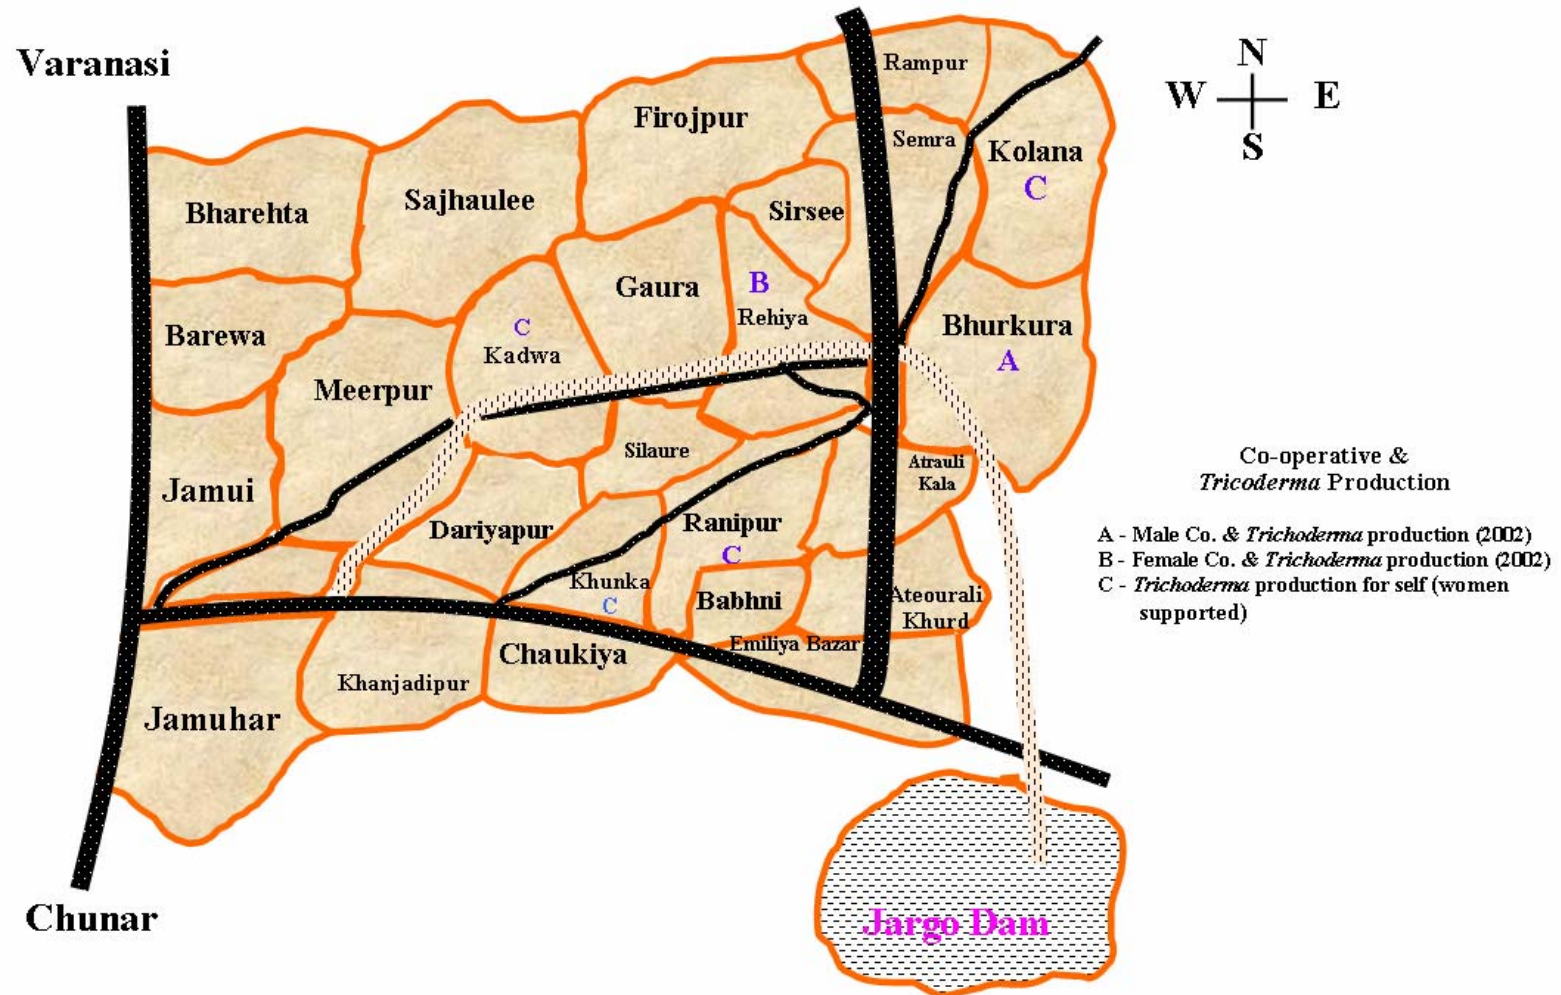 Varanasi
N
W E
S
Rampur
Firojpur
Semra
Kolana
C
Bharehta
Sajhaulee
Sirsee
Gaura
B
Rehiya
Barewa
C
Kadwa
Bhurkura
A
Meerpur
Silaure
Atrauli
Kala
Jamui
Dariyapur
Ranipur
C
Khunka
C
Babhni
Ateourali
Khurd
Emiliya Bazar
Chaukiya
Khanjadipur
Jamuhar
Chunar
Jargo Dam
Co-operative &
Tricoderma Production
A - Male Co. & Trichoderma production (2002)
B - Female Co. & Trichoderma production (2002)
C - Trichoderma production for self (women
supported)